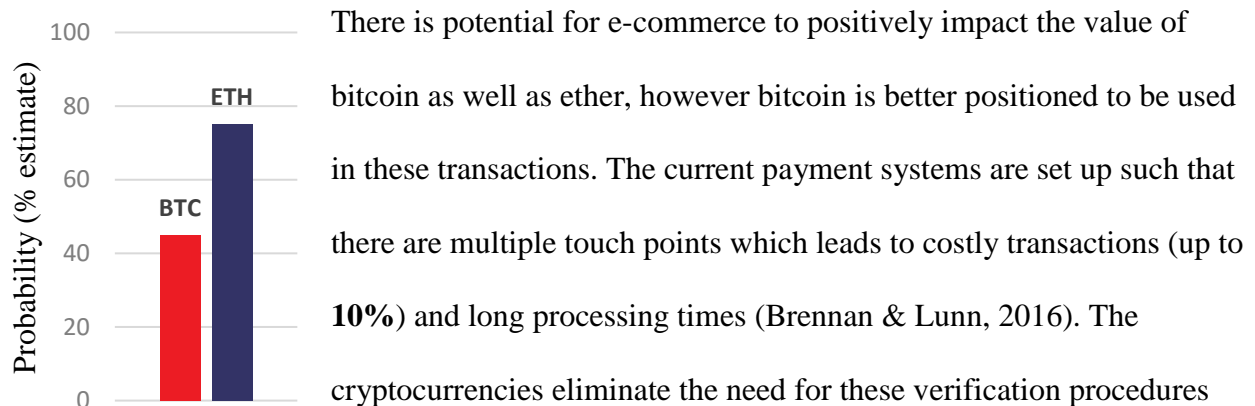 Probability (% estimate)
100
80
60
40
20
0
BTC
ETH
There is potential for e-commerce to positively impact the value of
bitcoin as well as ether, however bitcoin is better positioned to be used
in these transactions. The current payment systems are set up such that
there are multiple touch points which leads to costly transactions (up to
10%) and long processing times (Brennan & Lunn, 2016). The
cryptocurrencies eliminate the need for these verification procedures